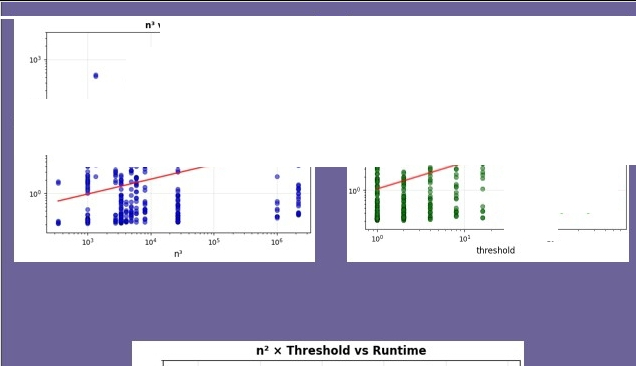 n³
10³
10⁰
10³ 10⁴ 10⁵ 10⁶
n³
10⁰
10⁰ 10¹
threshold
n² × Threshold vs Runtime